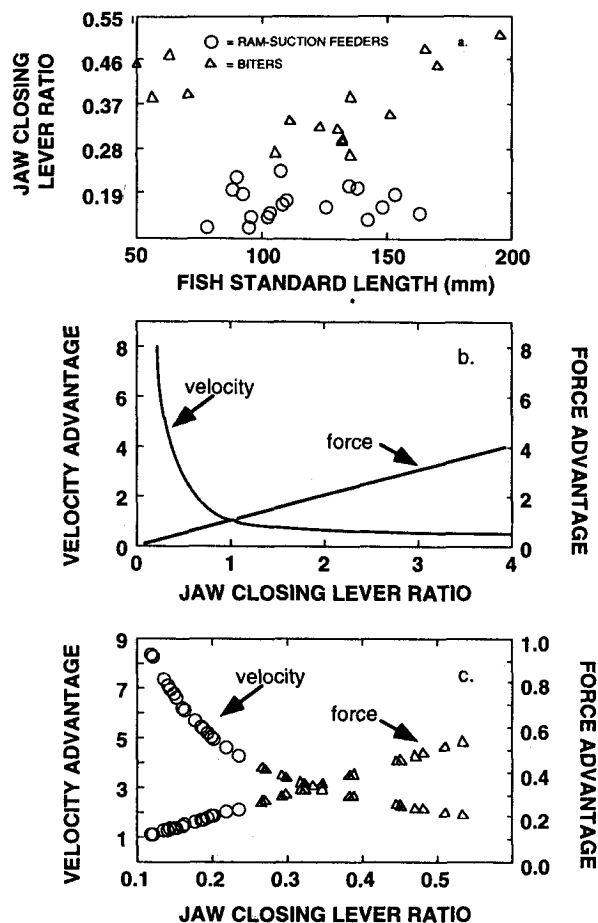 0.55
0.46
0.37
0.28
0.19
JAW CLOSING
LEVER RATIO
= RAM-SUCTION FEEDERS
= BITERS
a.
50 100 150 200
FISH STANDARD LENGTH (mm)
8
6
4
2
0
VELOCITY ADVANTAGE
velocity
force
b.
8
6
4
2
0
FORCE ADVANTAGE
0 1 2 3 4
JAW CLOSING LEVER RATIO
9
7
5
3
1
VELOCITY ADVANTAGE
velocity
force
c.
1.0
0.8
0.6
0.4
0.2
0.0
FORCE ADVANTAGE
0.1 0.2 0.3 0.4 0.5
JAW CLOSING LEVER RATIO